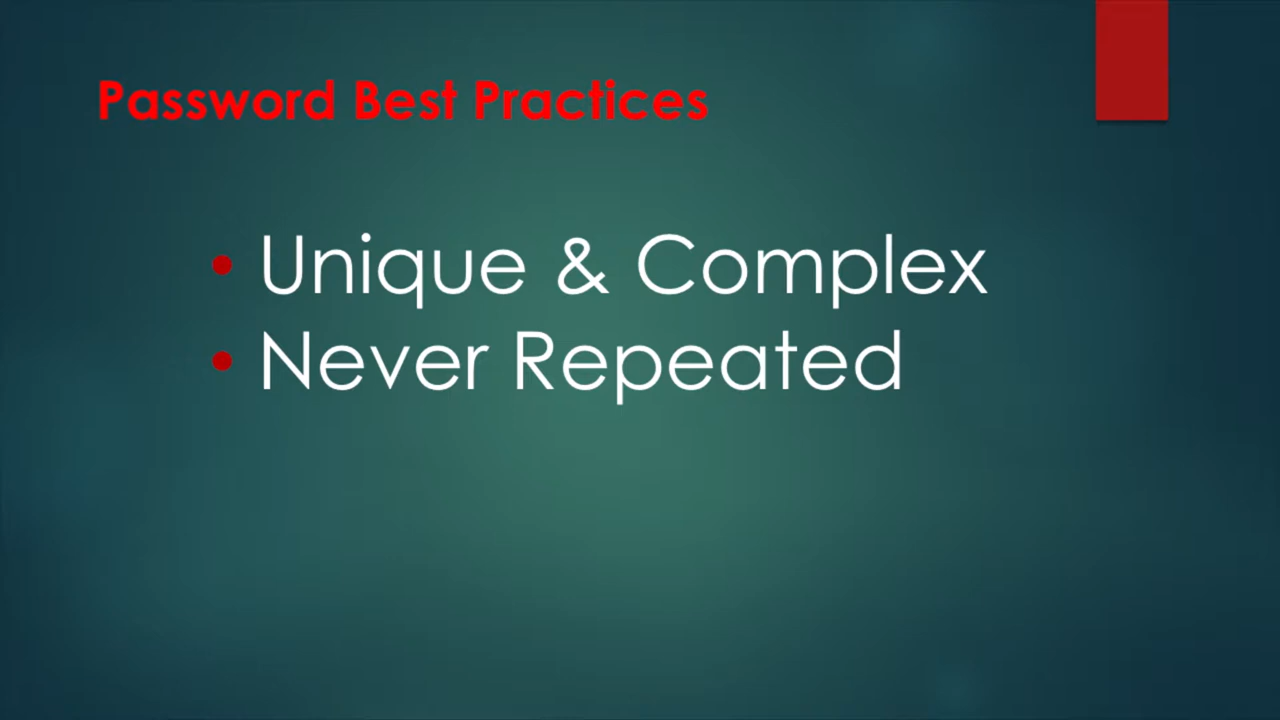 Password Best Practices
• Unique & Complex
• Never Repeated